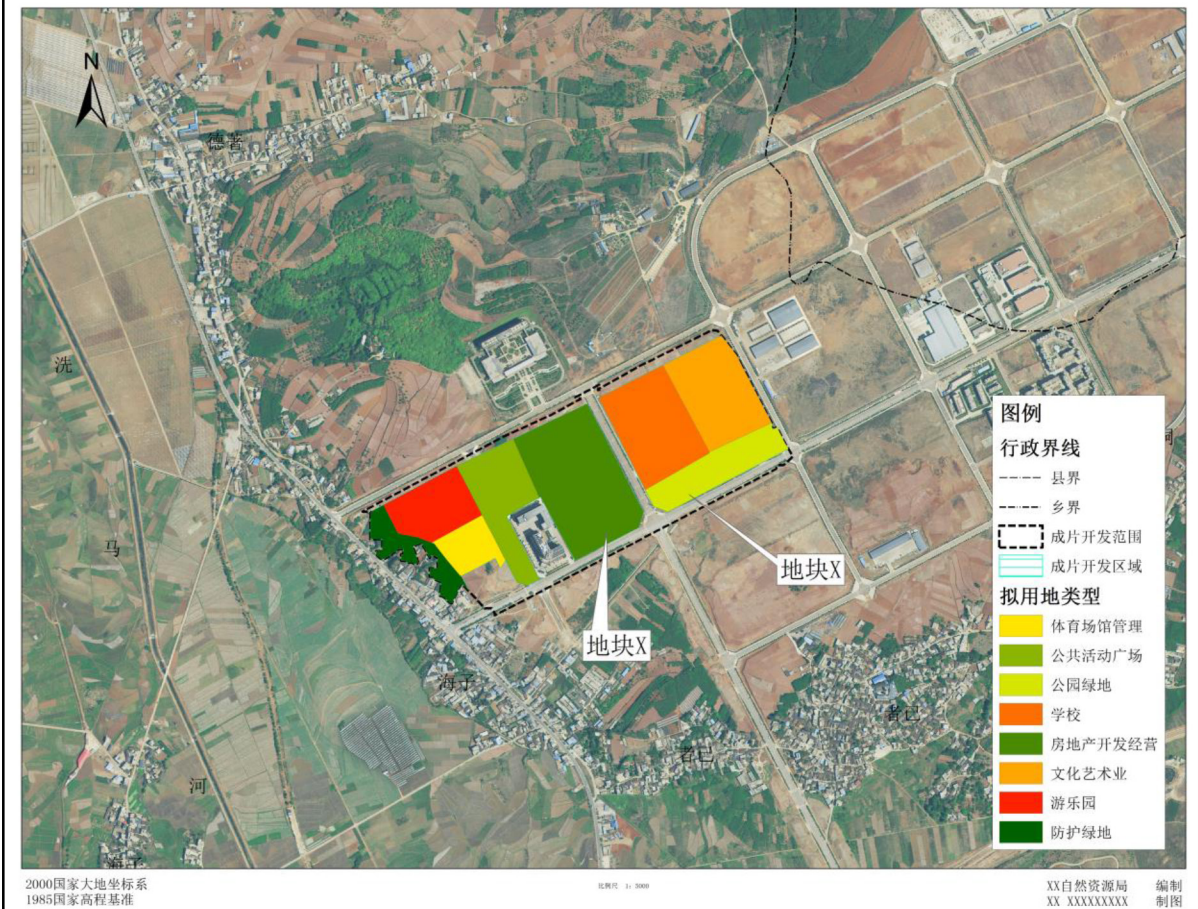 N
德著
洗
马
河
海子
者已
者已
海子
地块X
地块X
图例
行政界线
县界
乡界
成片开发范围
成片开发区域
拟用地类型
体育场馆管理
公共活动广场
公园绿地
学校
房地产开发经营
文化艺术业
游乐园
防护绿地
2000国家大地坐标系
1985国家高程基准
比例尺 1: 5000
XX自然资源局 编制
XX XXXXXXXXX 制图